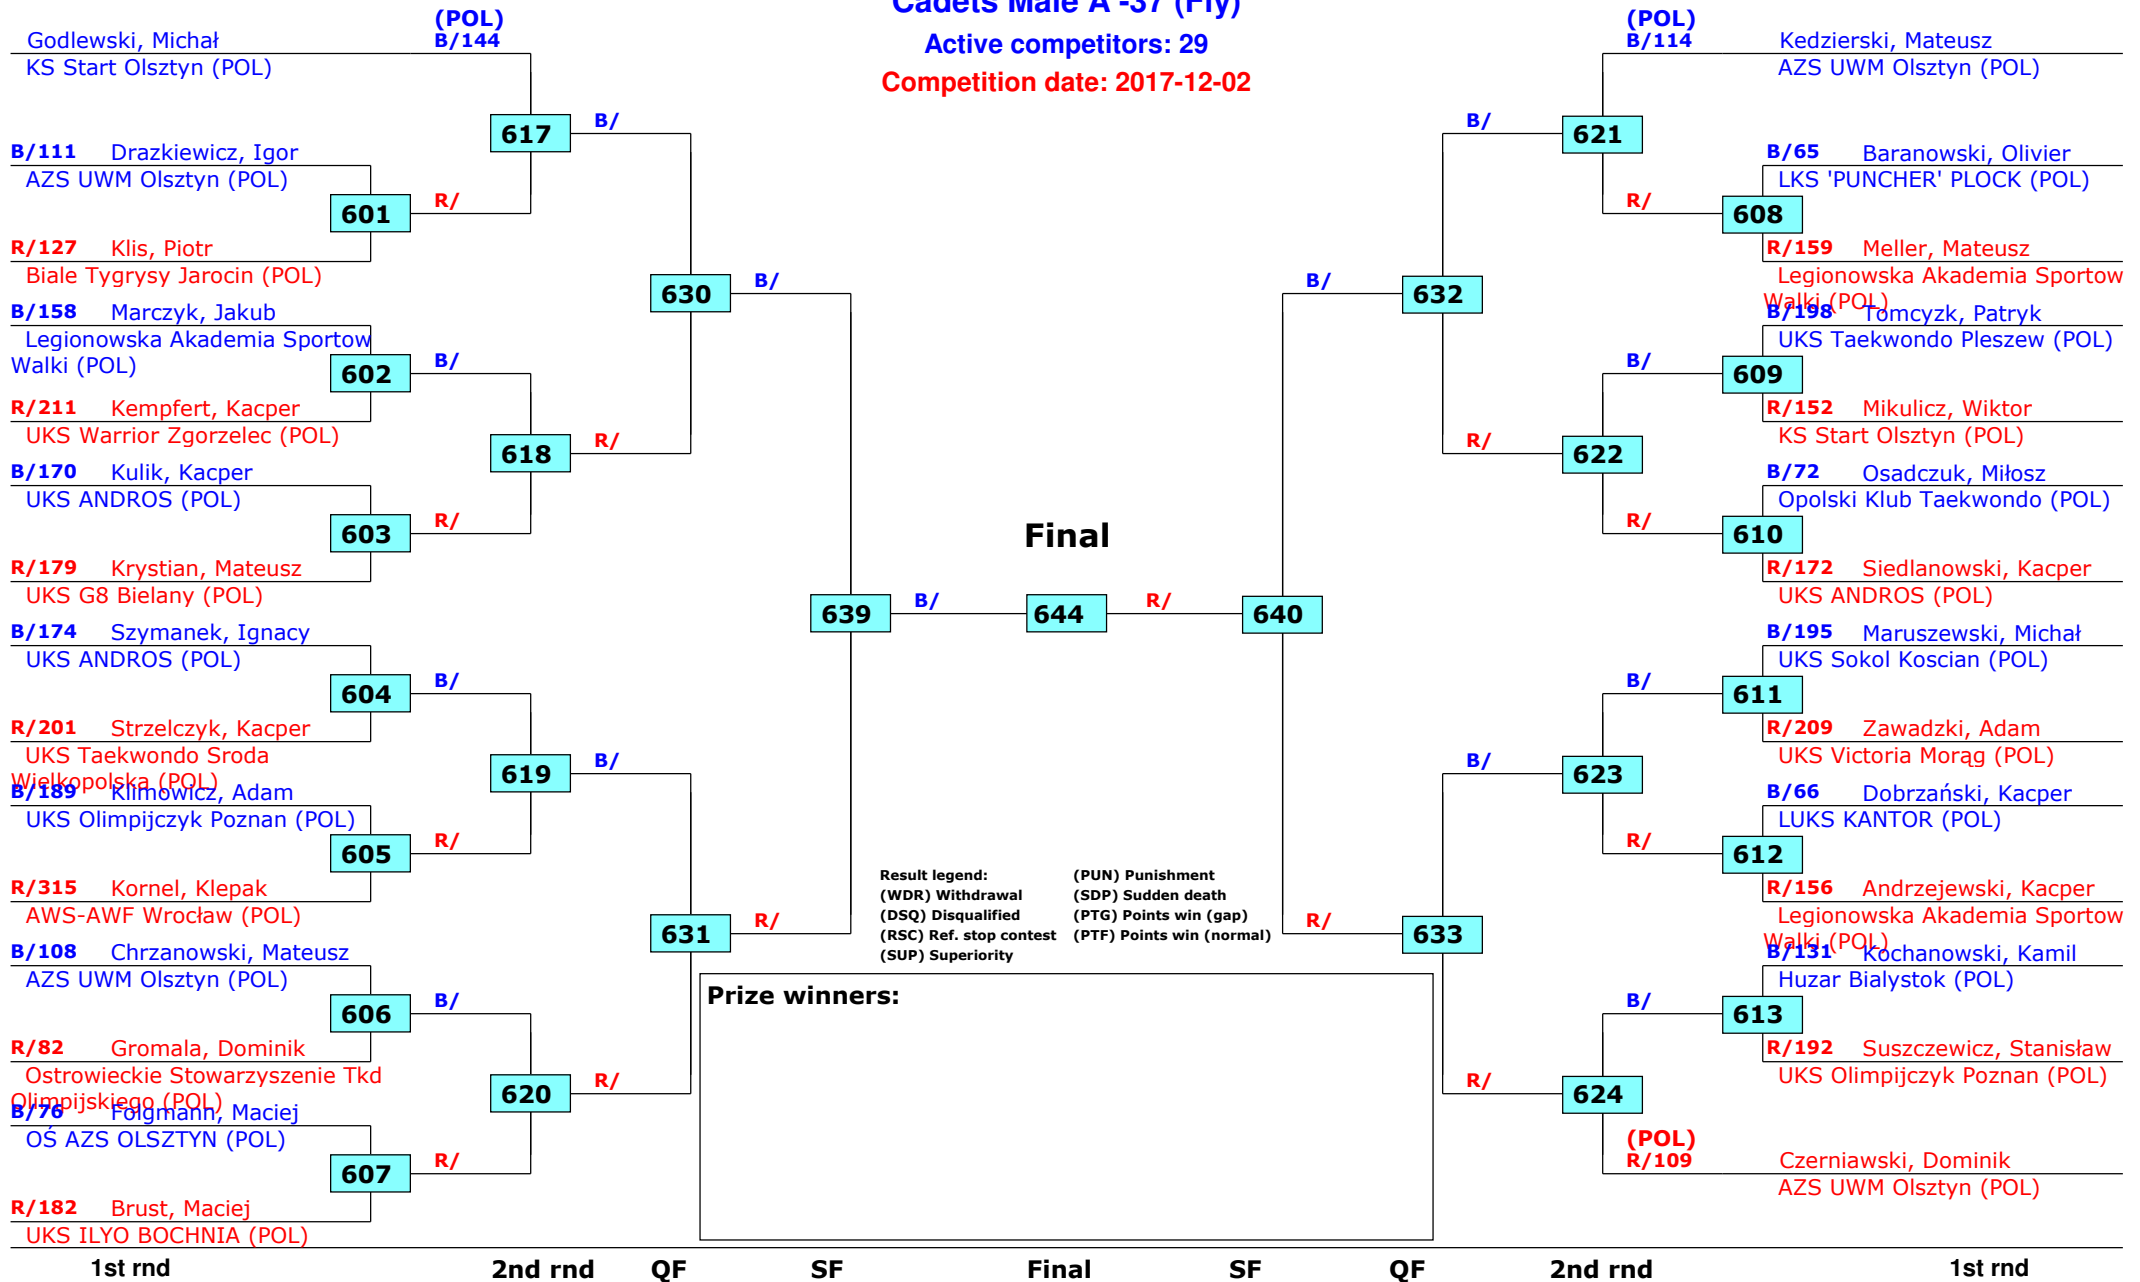 Cadets Male A -37 (Fly)
Active competitors: 29
Competition date: 2017-12-02
(POL)
Godlewski, Michał B/144
KS Start Olsztyn (POL)
617
B/
B/111 Drazkiewicz, Igor
AZS UWM Olsztyn (POL)
601
R/
R/127 Klis, Piotr
Biale Tygrysy Jarocin (POL)
630
B/
B/158 Marczyk, Jakub
Legionowska Akademia Sportow
Walki (POL)
602
B/
R/211 Kempfert, Kacper
UKS Warrior Zgorzelec (POL)
618
R/
B/170 Kulik, Kacper
UKS ANDROS (POL)
603
R/
R/179 Krystian, Mateusz
UKS G8 Bielany (POL)
639
B/
B/174 Szymanek, Ignacy
UKS ANDROS (POL)
604
B/
R/201 Strzelczyk, Kacper
UKS Taekwondo Sroda
Wielkopolska (POL)
619
B/
B/189 Klimowicz, Adam
UKS Olimpijczyk Poznan (POL)
605
R/
R/315 Kornel, Klepak
AWS-AWF Wrocław (POL)
631
R/
B/108 Chrzanowski, Mateusz
AZS UWM Olsztyn (POL)
606
B/
R/82 Gromala, Dominik
Ostrowieckie Stowarzyszenie Tkd
Olimpijskiego (POL)
620
R/
B/76 Folgmann, Maciej
OŚ AZS OLSZTYN (POL)
607
R/
R/182 Brust, Maciej
UKS ILYO BOCHNIA (POL)
Final
644
R/
Result legend:
(WDR) Withdrawal
(DSQ) Disqualified
(RSC) Ref. stop contest
(SUP) Superiority
(PUN) Punishment
(SDP) Sudden death
(PTG) Points win (gap)
(PTF) Points win (normal)
Prize winners:
(POL)
B/114 Kedzierski, Mateusz
AZS UWM Olsztyn (POL)
B/
621
B/65 Baranowski, Olivier
LKS 'PUNCHER' PLOCK (POL)
R/
608
R/159 Meller, Mateusz
Legionowska Akademia Sportow
Walki (POL)
B/
632
B/198 Tomcyzk, Patryk
UKS Taekwondo Pleszew (POL)
B/
609
R/152 Mikulicz, Wiktor
KS Start Olsztyn (POL)
R/
622
B/72 Osadczuk, Miłosz
Opolski Klub Taekwondo (POL)
R/
610
R/172 Siedlanowski, Kacper
UKS ANDROS (POL)
640
B/195 Maruszewski, Michał
UKS Sokol Koscian (POL)
B/
611
R/209 Zawadzki, Adam
UKS Victoria Morąg (POL)
B/
623
B/66 Dobrzański, Kacper
LUKS KANTOR (POL)
R/
612
R/156 Andrzejewski, Kacper
Legionowska Akademia Sportow
Walki (POL)
R/
633
B/131 Kochanowski, Kamil
Huzar Bialystok (POL)
B/
613
R/192 Suszczewicz, Stanisław
UKS Olimpijczyk Poznan (POL)
R/
624
(POL)
R/109 Czerniawski, Dominik
AZS UWM Olsztyn (POL)
1st rnd 2nd rnd QF SF Final SF QF 2nd rnd 1st rnd